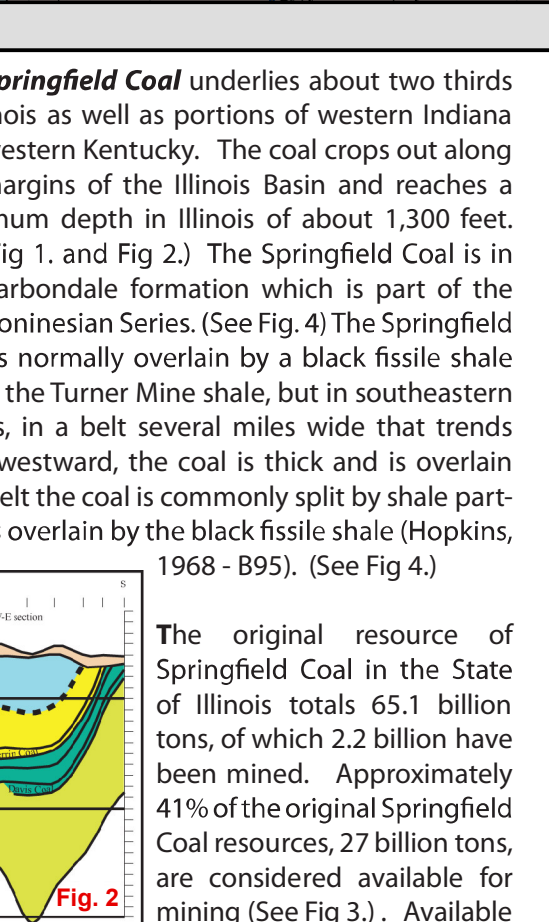 pringfield Coal underlies about two thirds
nois as well as portions of western Indiana
vestern Kentucky. The coal crops out along
margins of the Illinois Basin and reaches a
num depth in Illinois of about 1,300 feet.
Fig 1. and Fig 2.) The Springfield Coal is in
arbondale formation which is part of the
oninesian Series. (See Fig. 4) The Springfield
s normally overlain by a black fissile shale
the Turner Mine shale, but in southeastern
s, in a belt several miles wide that trends
westward, the coal is thick and is overlain
elt the coal is commonly split by shale part-
s overlain by the black fissile shale (Hopkins,
1968 - B95). (See Fig 4.)
S
-E section
The original resource of
Springfield Coal in the State
of Illinois totals 65.1 billion
tons, of which 2.2 billion have
been mined. Approximately
41% of the original Springfield
Coal resources, 27 billion tons,
are considered available for
mining (See Fig 3.) . Available
rrin Coal
Davis Coal
Fig. 2